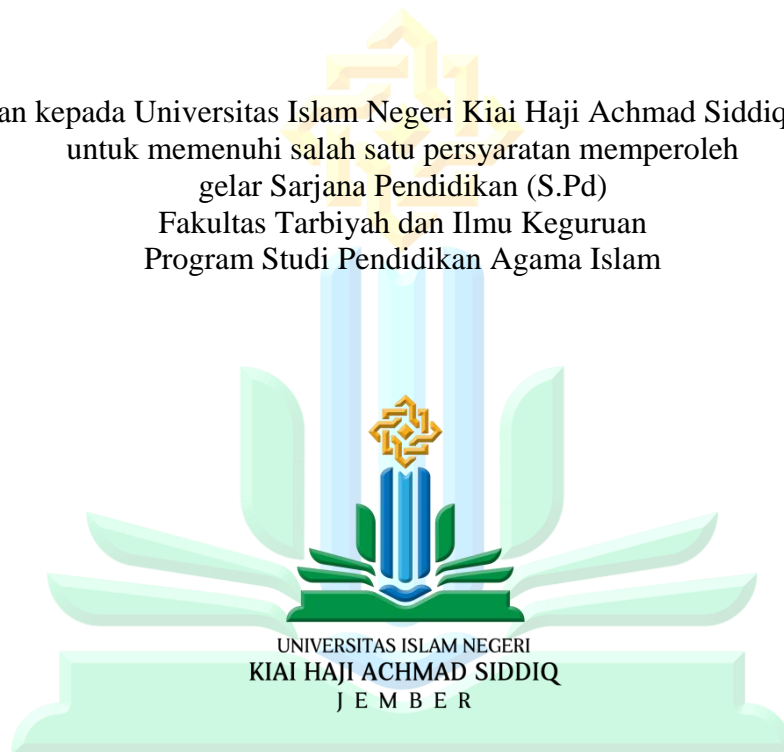 an kepada Universitas Islam Negeri Kiai Haji Achmad Siddiq
untuk memenuhi salah satu persyaratan memperoleh
gelar Sarjana Pendidikan (S.Pd)
Fakultas Tarbiyah dan Ilmu Keguruan
Program Studi Pendidikan Agama Islam
UNIVERSITAS ISLAM NEGERI
KIAI HAJI ACHMAD SIDDIQ
JEMBER